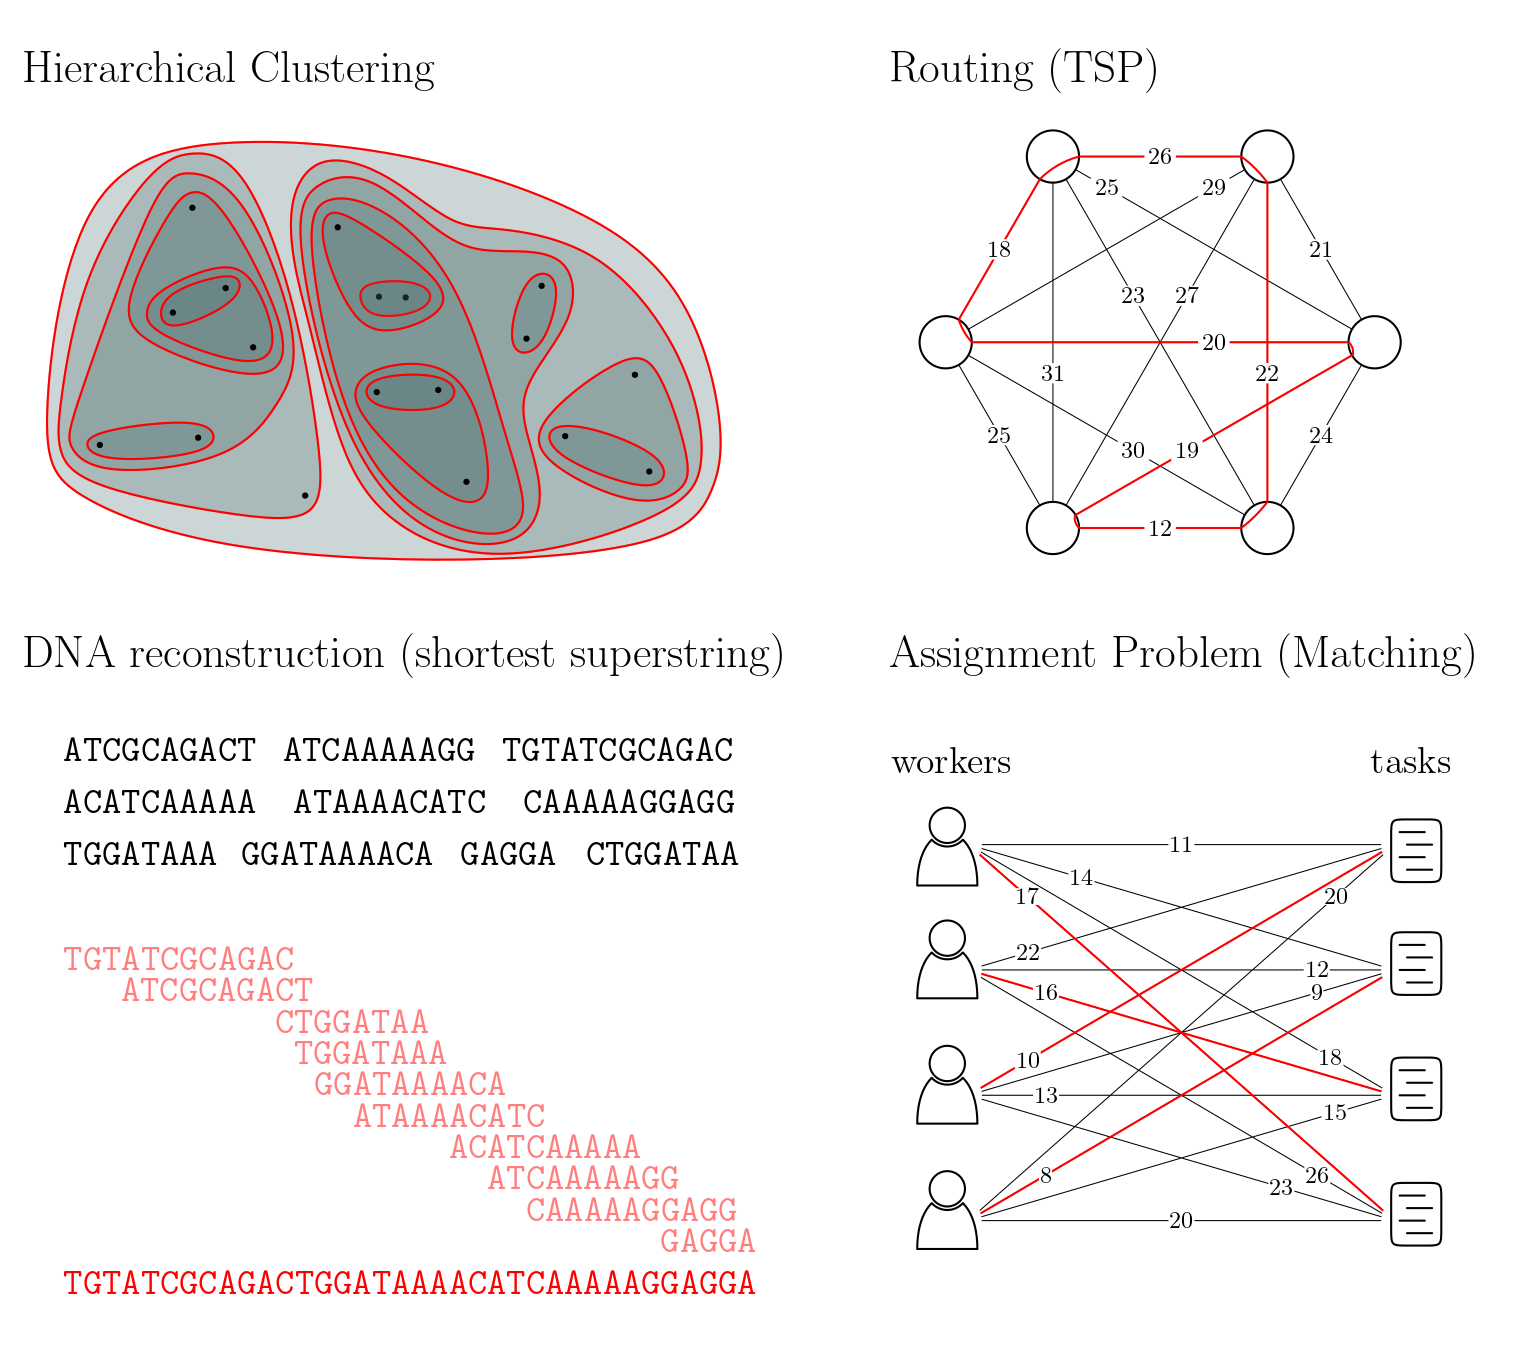 Hierarchical Clustering
Routing (TSP)
26
25
29
18
21
23
27
20
31
22
25
30
19
24
12
DNA reconstruction (shortest superstring)
ATCGCAGACT ATCAAAAAGG TGTATCGCAGAC
ACATCAAAAA ATAAAACATC CAAAAAGGAGG
TGGATAAA GGATAAAACA GAGGA CTGGATAA
TGTATCGCAGAC
ATCGCAGACT
CTGGATAA
TGGATAAA
GGATAAAACA
ATAAAACATC
ACATCAAAAA
ATCAAAAAGG
CAAAAAGGAGG
GAGGA
TGTATCGCAGACTGGATAAAACATCAAAAAGGAGGA
Assignment Problem (Matching)
workers
tasks
11
14
17
20
22
12
16
9
10
18
13
15
8
26
23
20